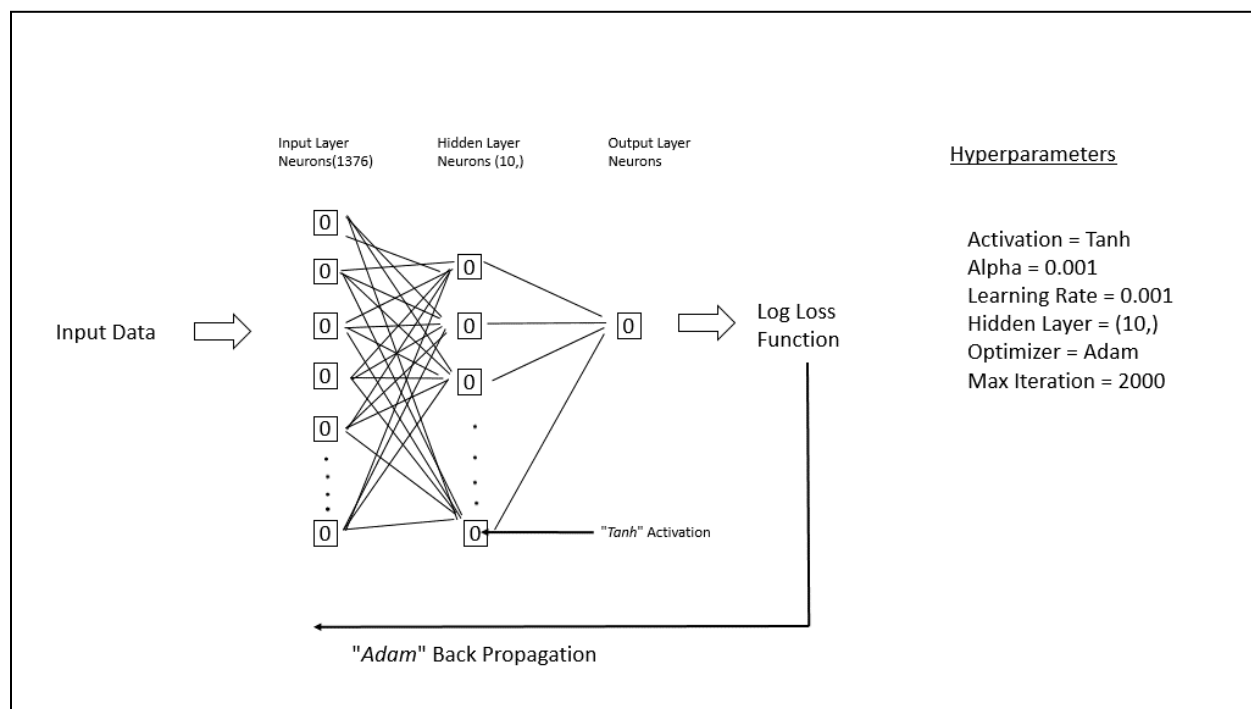 Input Layer
Neurons(1376)
Hidden Layer
Neurons (10,)
Output Layer
Neurons
Hyperparameters
Input Data
0
0
0
0
0
0
0
0
0
0
0
Log Loss
Function
Activation = Tanh
Alpha = 0.001
Learning Rate = 0.001
Hidden Layer = (10,)
Optimizer = Adam
Max Iteration = 2000
"Tanh" Activation
"Adam" Back Propagation